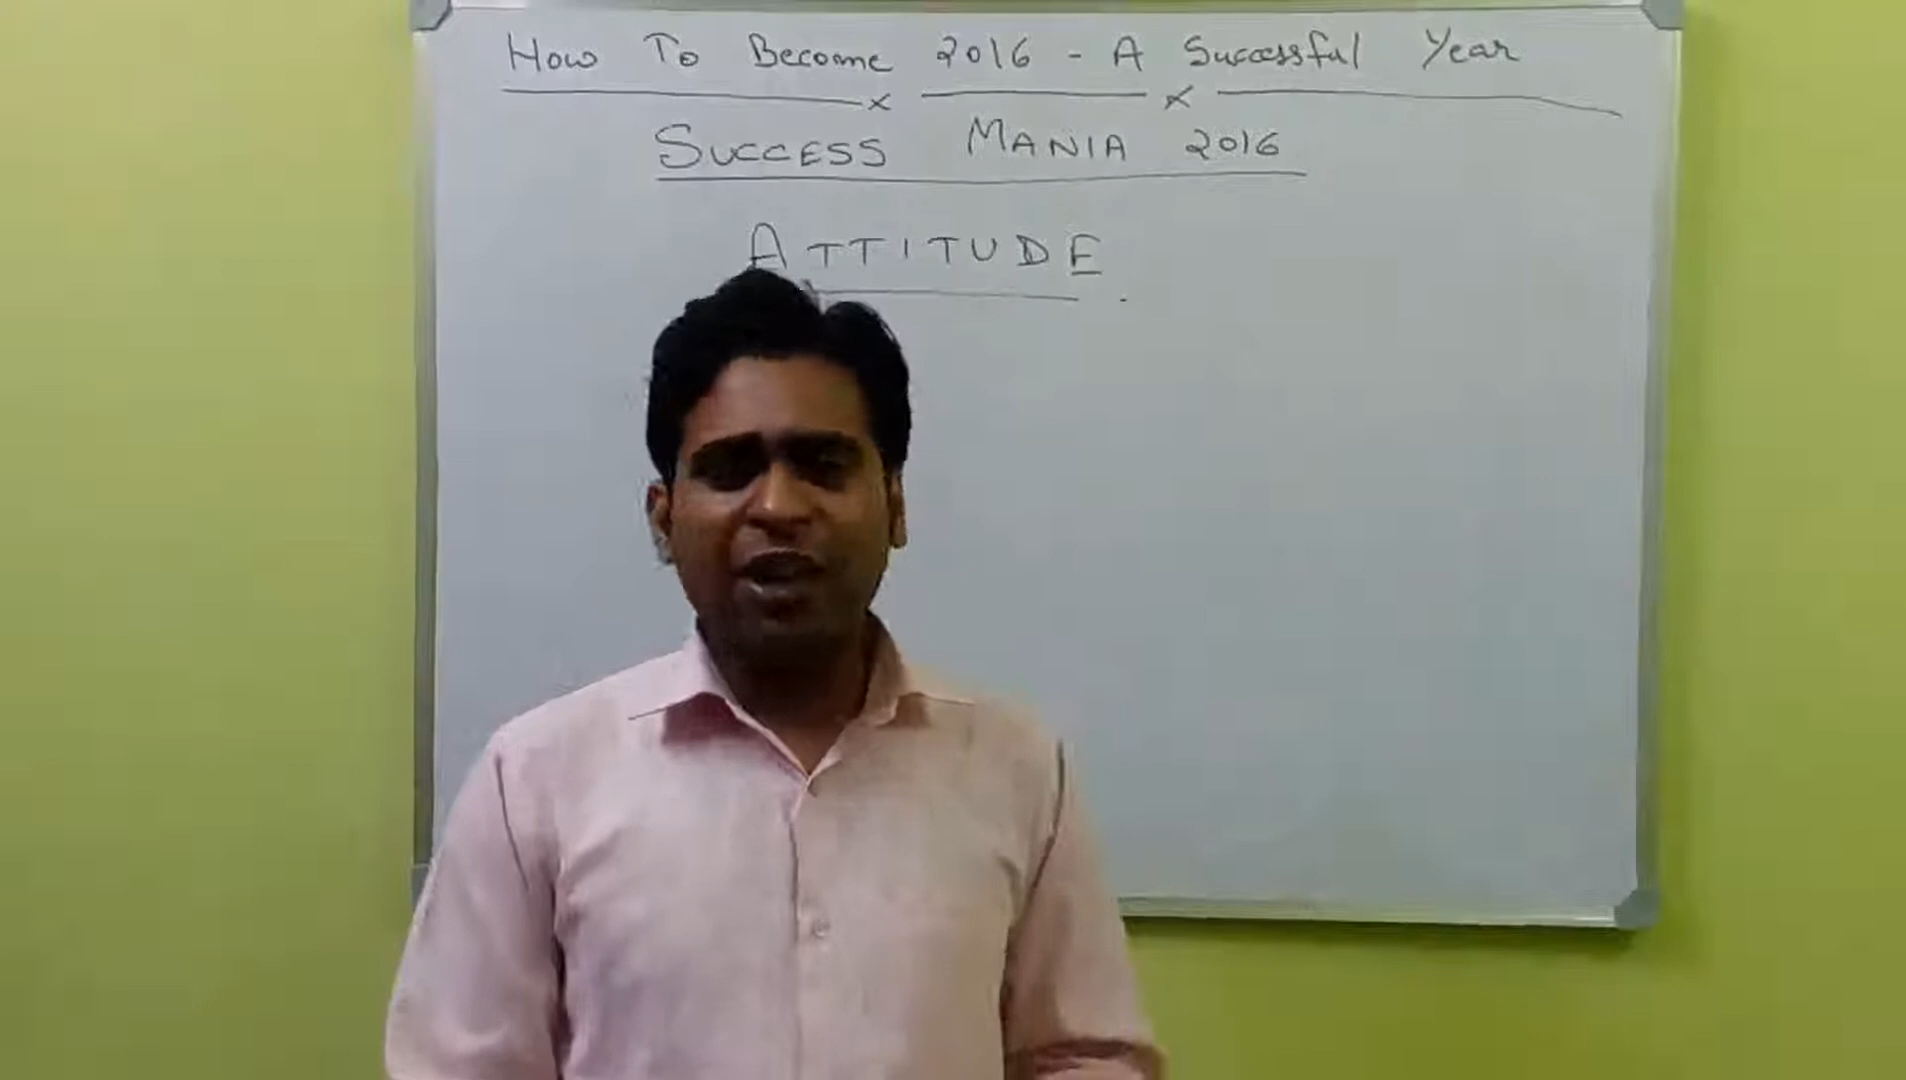 How To Become 2016 - A Successful Year
SUCCESS MANIA 2016
ATTITUDE.